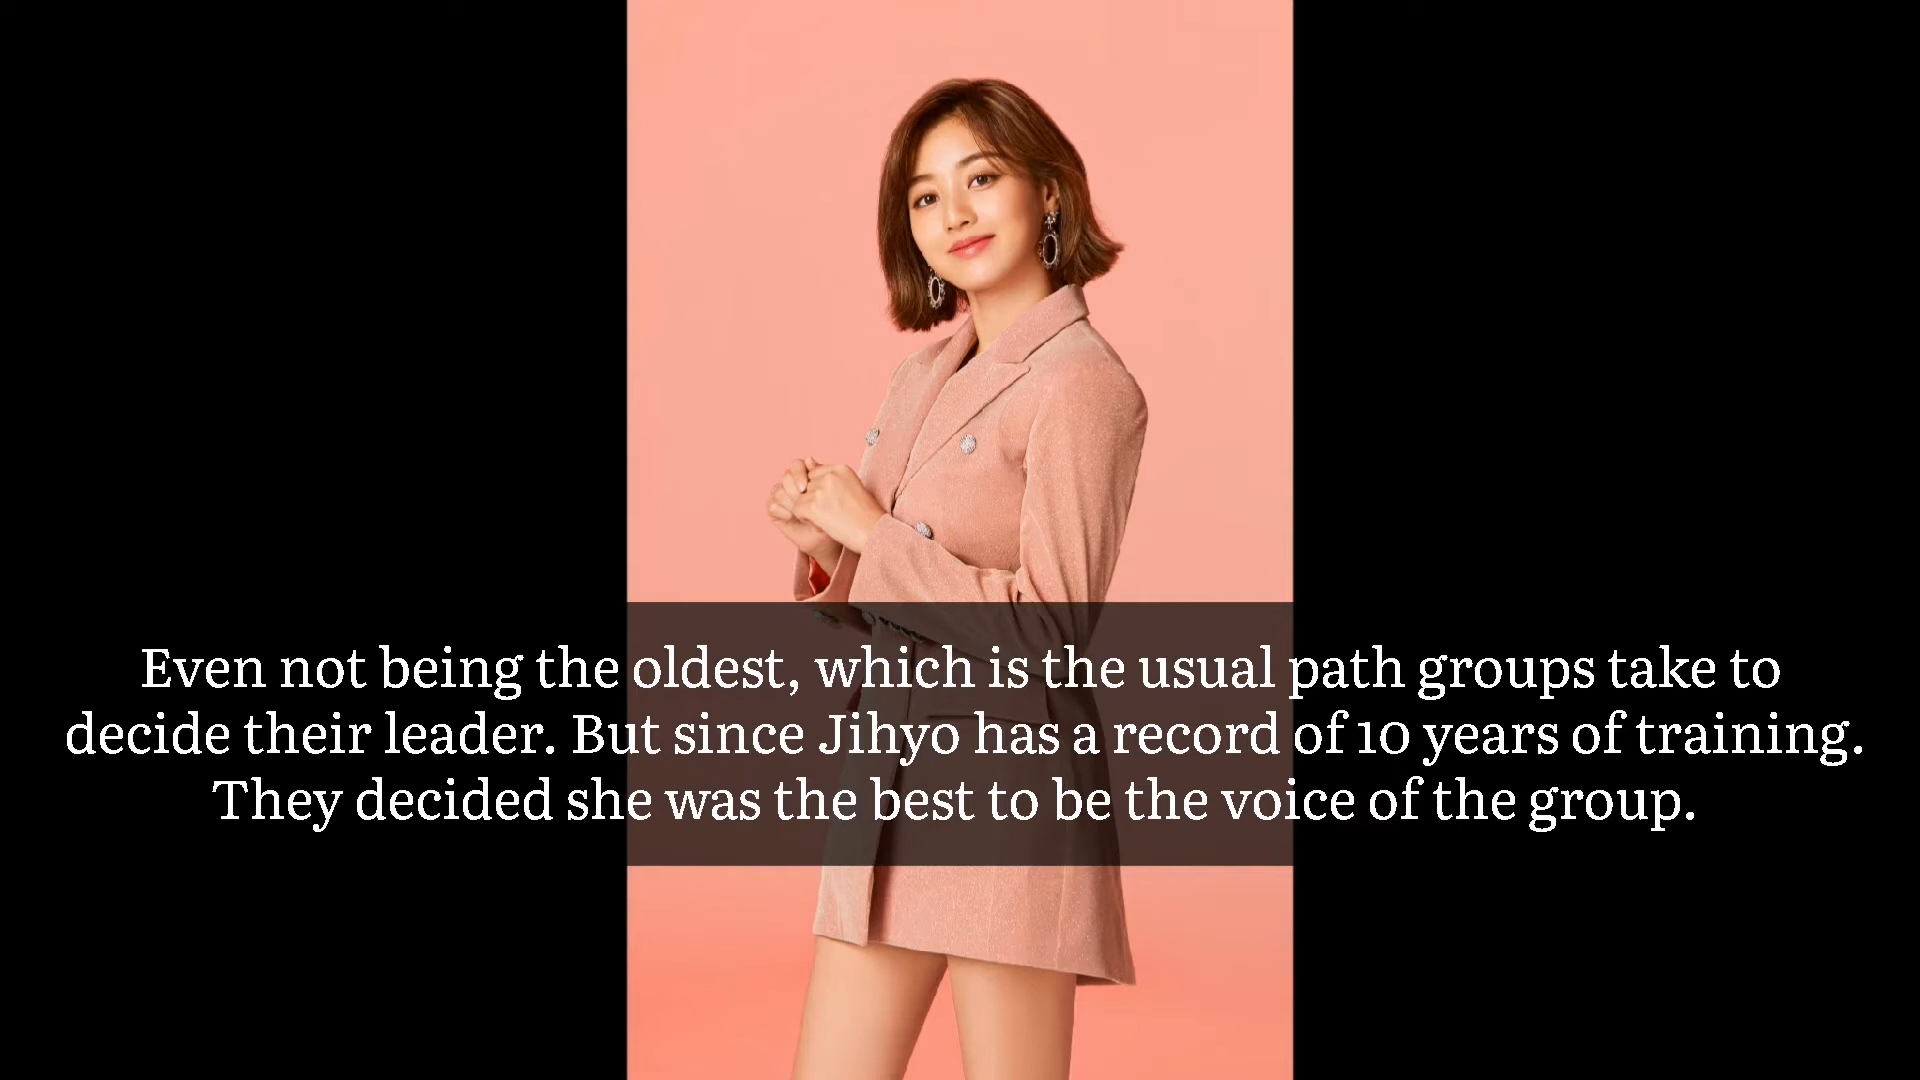 Even not being the oldest, which is the usual path groups take to
decide their leader. But since Jihyo has a record of 10 years of training.
They decided she was the best to be the voice of the group.